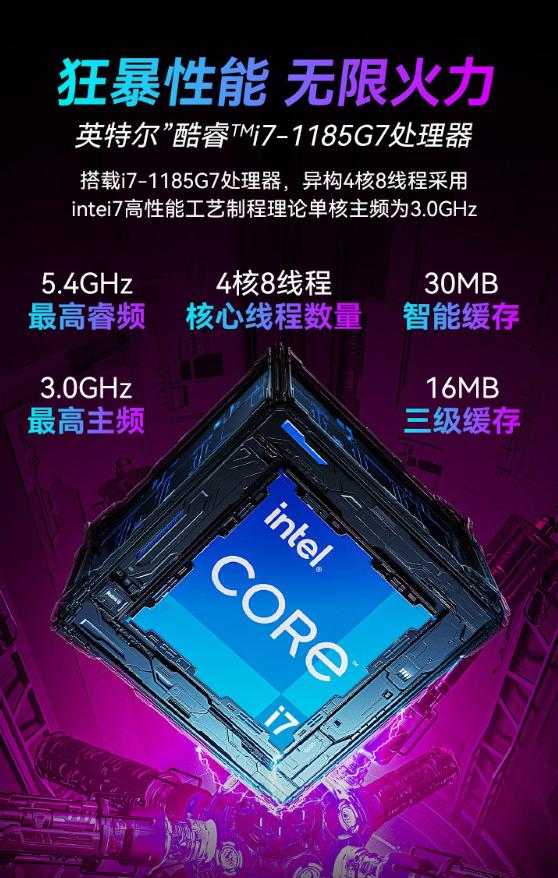 狂暴性能 无限火力
英特尔”酷睿™i7-1185G7处理器
搭载i7-1185G7处理器，异构4核8线程采用
intei7高性能工艺制程理论单核主频为3.0GHz
5.4GHz
最高睿频
4核8线程
核心线程数量
30MB
智能缓存
3.0GHz
最高主频
16MB
三级缓存
intel®
CORE™
i7